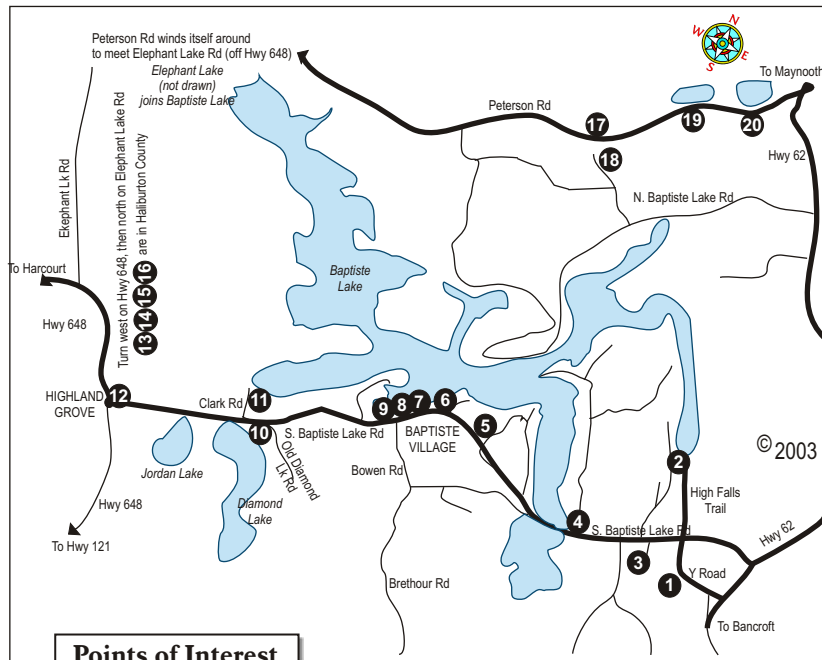 Peterson Rd winds itself around
to meet Elephant Lake Rd (off Hwy 648)
Elephant Lake
(not drawn)
joins Baptiste Lake
N
W
E
S
To Maynooth
Peterson Rd
17
18
19
20
Hwy 62
N. Baptiste Lake Rd
Ekephant Lk Rd
Turn west on Hwy 648, then north on Elephant Lake Rd
13 14 15 16 are in Haliburton County
To Harcourt
Hwy 648
Baptiste
Lake
HIGHLAND
GROVE
12
Clark Rd
11
10
9
8
7
6
5
S. Baptiste Lake Rd
BAPTISTE
VILLAGE
Old Diamond
Lk Rd
Bowen Rd
Jordan Lake
Diamond
Lake
Hwy 648
To Hwy 121
© 2003
2
High Falls
Trail
4
S. Baptiste Lake Rd
Hwy 62
3
1
Y Road
Brethour Rd
To Bancroft
Points of Interest